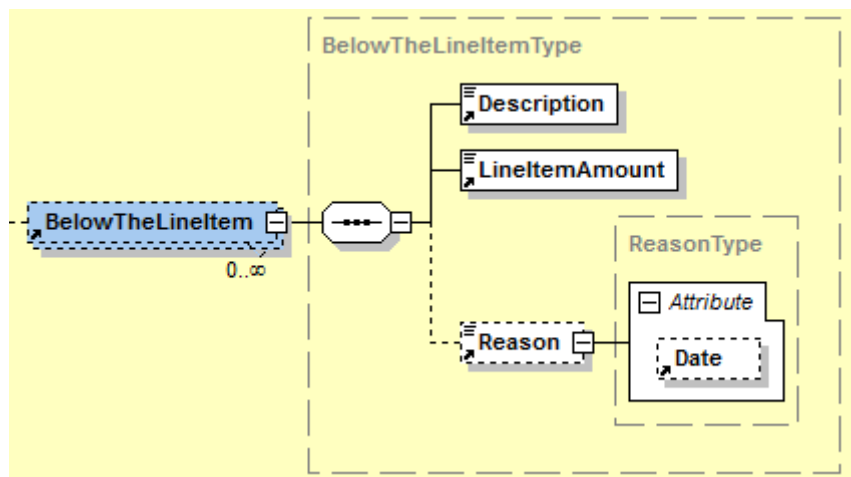 BelowTheLineItemType
Description
LineItemAmount
BelowTheLineItem
0..∞
ReasonType
Attribute
Reason
Date